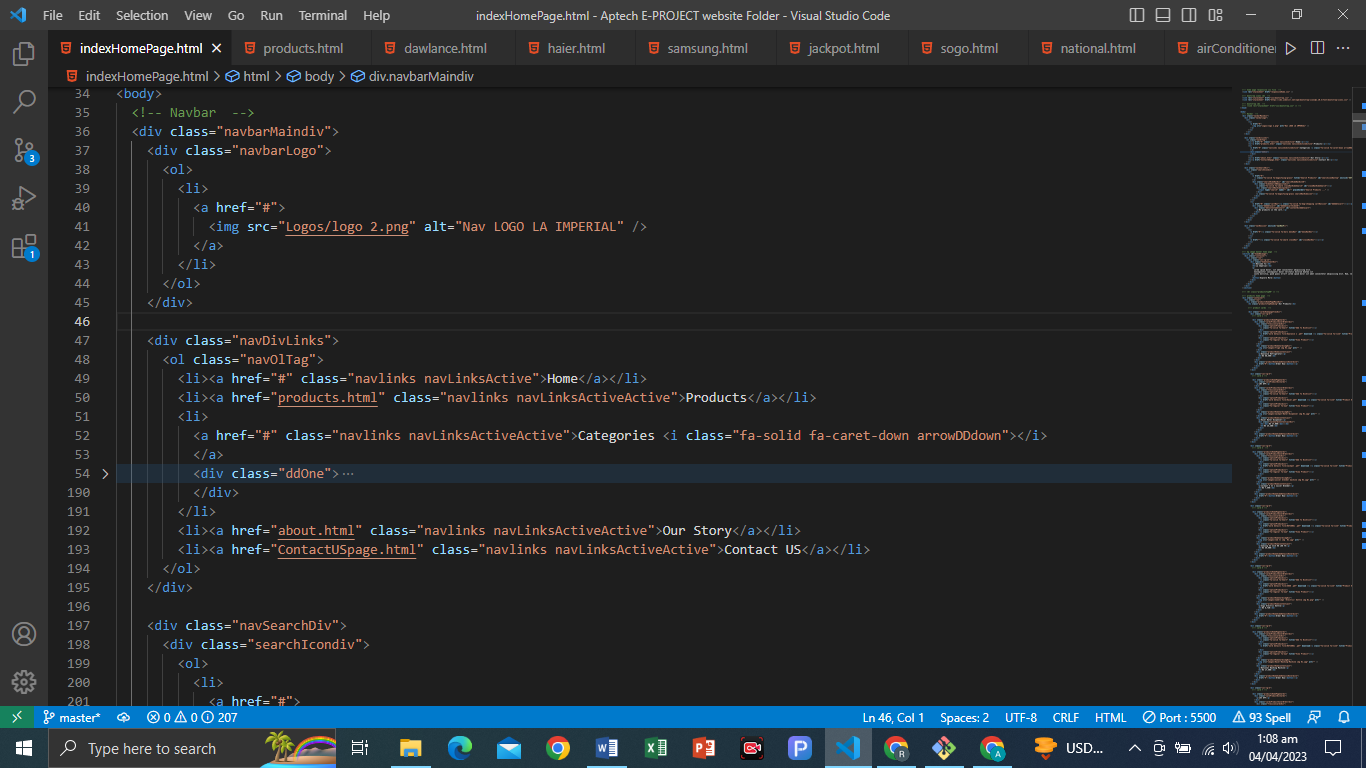 File Edit Selection View Go Run Terminal Help indexHomePage.html - Aptech E-PROJECT website Folder - Visual Studio Code
indexHomePage.html products.html dawlance.html haier.html samsung.html jackpot.html sogo.html national.html airConditione
indexHomePage.html > html > body > div.navbarMaindiv
34 <body>
35 <!-- Navbar -->
36 <div class="navbarMaindiv">
37 <div class="navbarLogo">
38 <ol>
39 <li>
40 <a href="#">
41 <img src="Logos/logo 2.png" alt="Nav LOGO LA IMPERIAL" />
42 </a>
43 </li>
44 </ol>
45 </div>
46
47 <div class="navDivLinks">
48 <ol class="navOlTag">
49 <li><a href="#" class="navlinks navLinksActive">Home</a></li>
50 <li><a href="products.html" class="navlinks navLinksActiveActive">Products</a></li>
51 <li>
52 <a href="#" class="navlinks navLinksActiveActive">Categories <i class="fa-solid fa-caret-down arrowDDdown"></i>
53 </a>
54 <div class="ddOne">⋯
190 </div>
191 </li>
192 <li><a href="about.html" class="navlinks navLinksActiveActive">Our Story</a></li>
193 <li><a href="ContactUSpage.html" class="navlinks navLinksActiveActive">Contact US</a></li>
194 </ol>
195 </div>
196
197 <div class="navSearchDiv">
198 <div class="searchIcondiv">
199 <ol>
200 <li>
201 <a href="#">
3
1
master* 0 0 207 Ln 46, Col 1 Spaces: 2 UTF-8 CRLF HTML Port : 5500 93 Spell
Type here to search USD... 1:08 am
04/04/2023